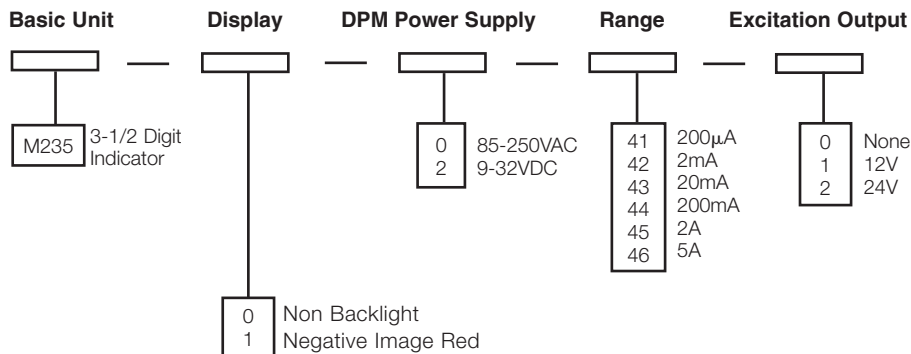 Basic Unit Display DPM Power Supply Range Excitation Output
M235 3-1/2 Digit Indicator
0 85-250VAC
2 9-32VDC
41 200µA
42 2mA
43 20mA
44 200mA
45 2A
46 5A
0 None
1 12V
2 24V
0 Non Backlight
1 Negative Image Red